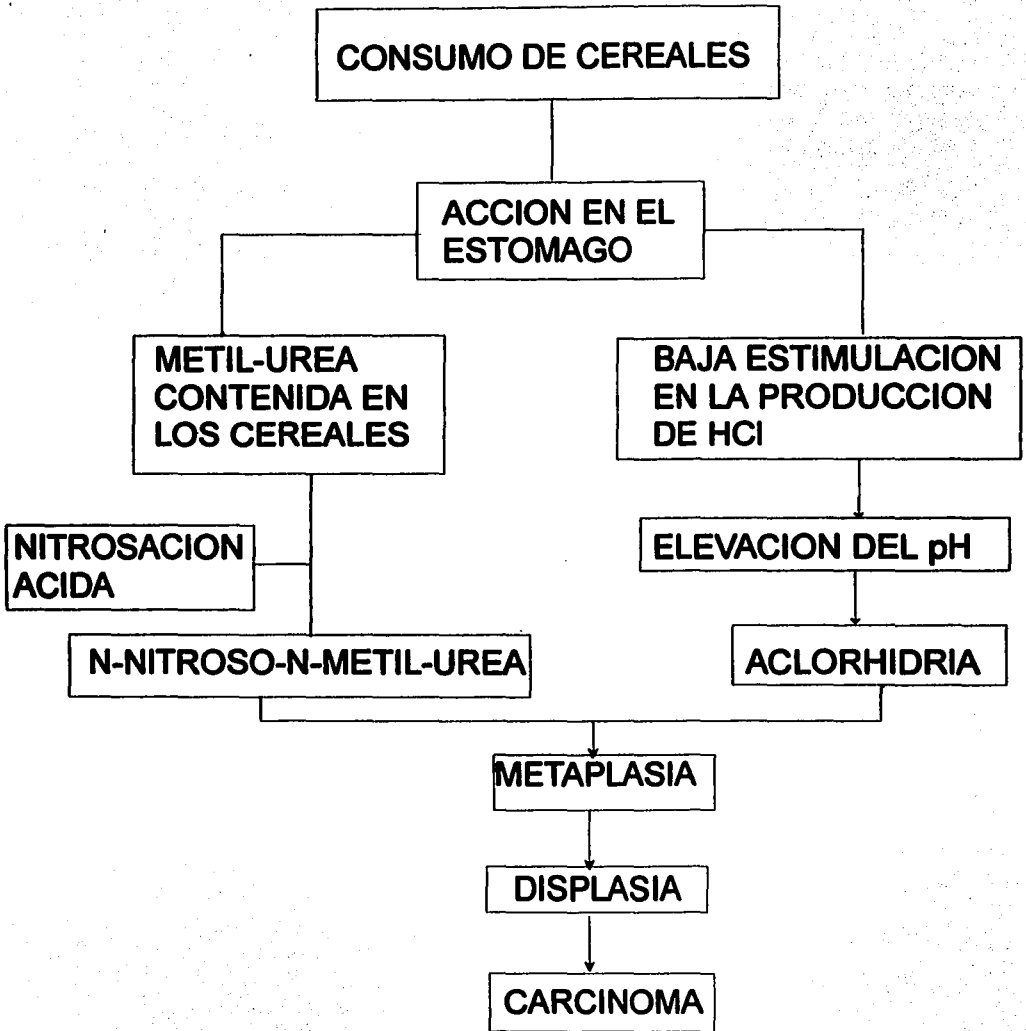 CONSUMO DE CEREALES
ACCION EN EL
ESTOMAGO
METIL-UREA
CONTENIDA EN
LOS CEREALES
BAJA ESTIMULACION
EN LA PRODUCCION
DE HCl
NITROSACION
ACIDA
ELEVACION DEL pH
N-NITROSO-N-METIL-UREA
ACLORHIDRIA
METAPLASIA
DISPLASIA
CARCINOMA